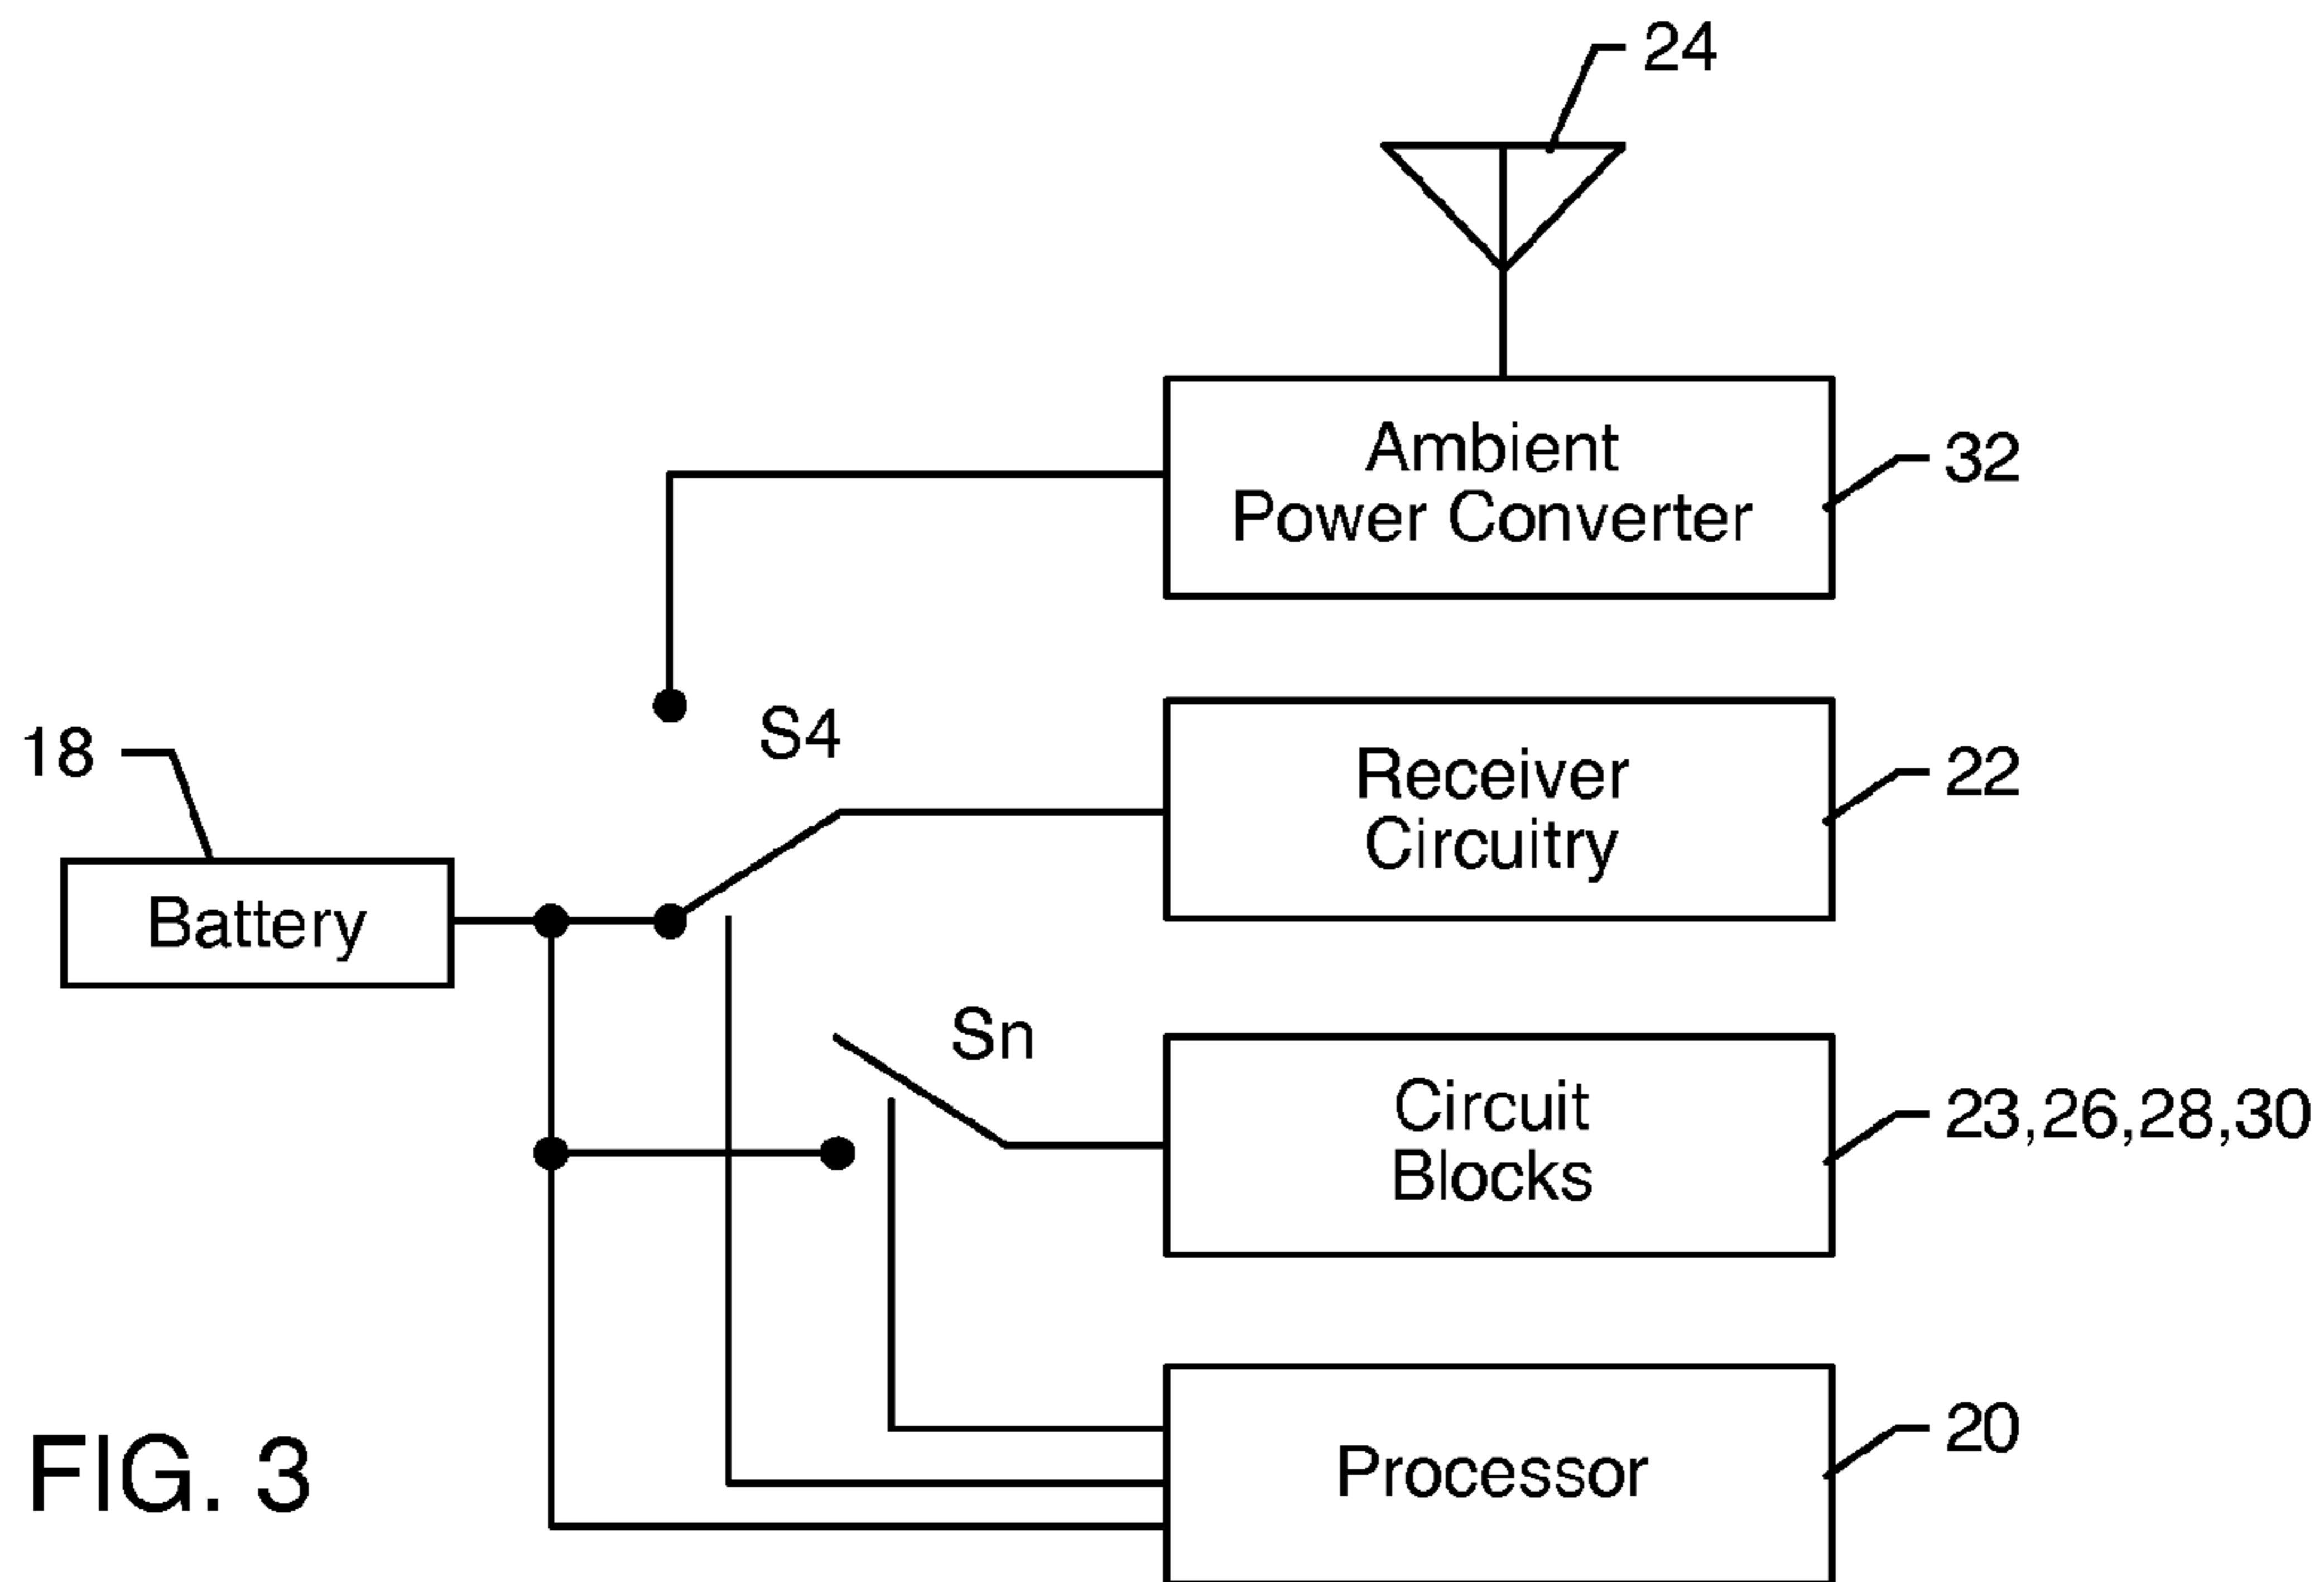 24
Ambient
Power Converter
32
S4
18
Receiver
Circuitry
22
Battery
Sn
Circuit
Blocks
23,26,28,30
Processor
20
FIG. 3